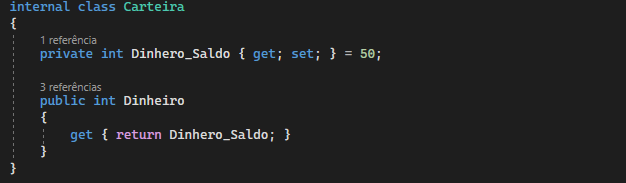 internal class Carteira
{
1 referência
private int Dinhero_Saldo { get; set; } = 50;
3 referências
public int Dinheiro
{
get { return Dinhero_Saldo; }
}
}